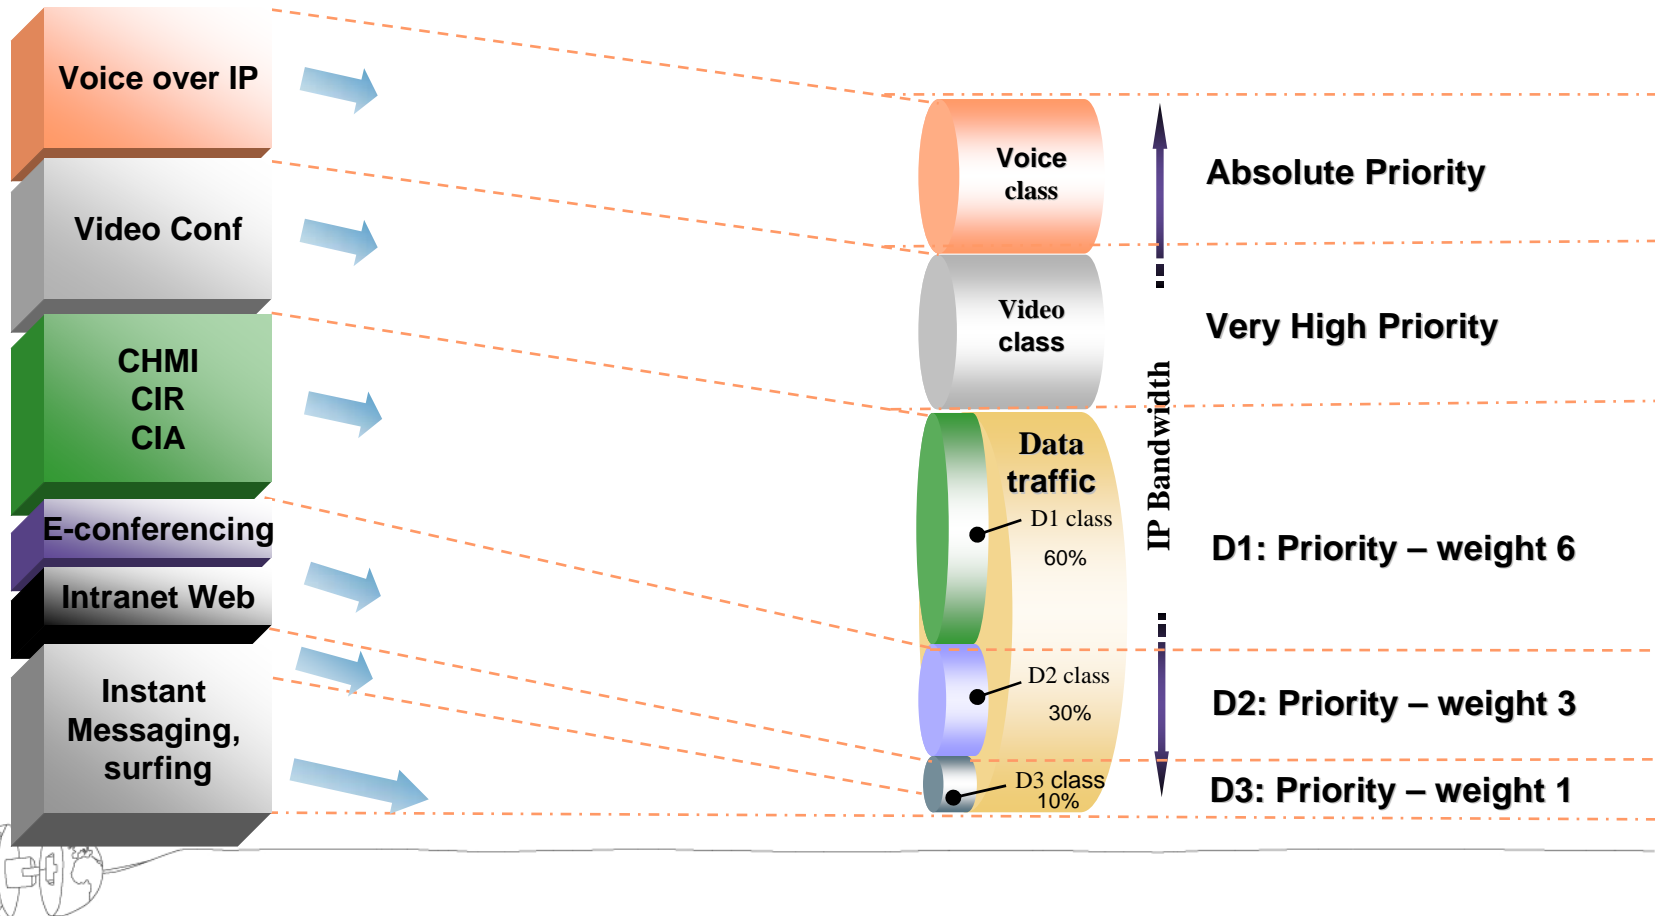 Voice over IP
Video Conf
CHMI
CIR
CIA
E-conferencing
Intranet Web
Instant
Messaging,
surfing
Voice
class
Video
class
Data
traffic
D1 class
60%
D2 class
30%
D3 class
10%
IP Bandwidth
Absolute Priority
Very High Priority
D1: Priority – weight 6
D2: Priority – weight 3
D3: Priority – weight 1